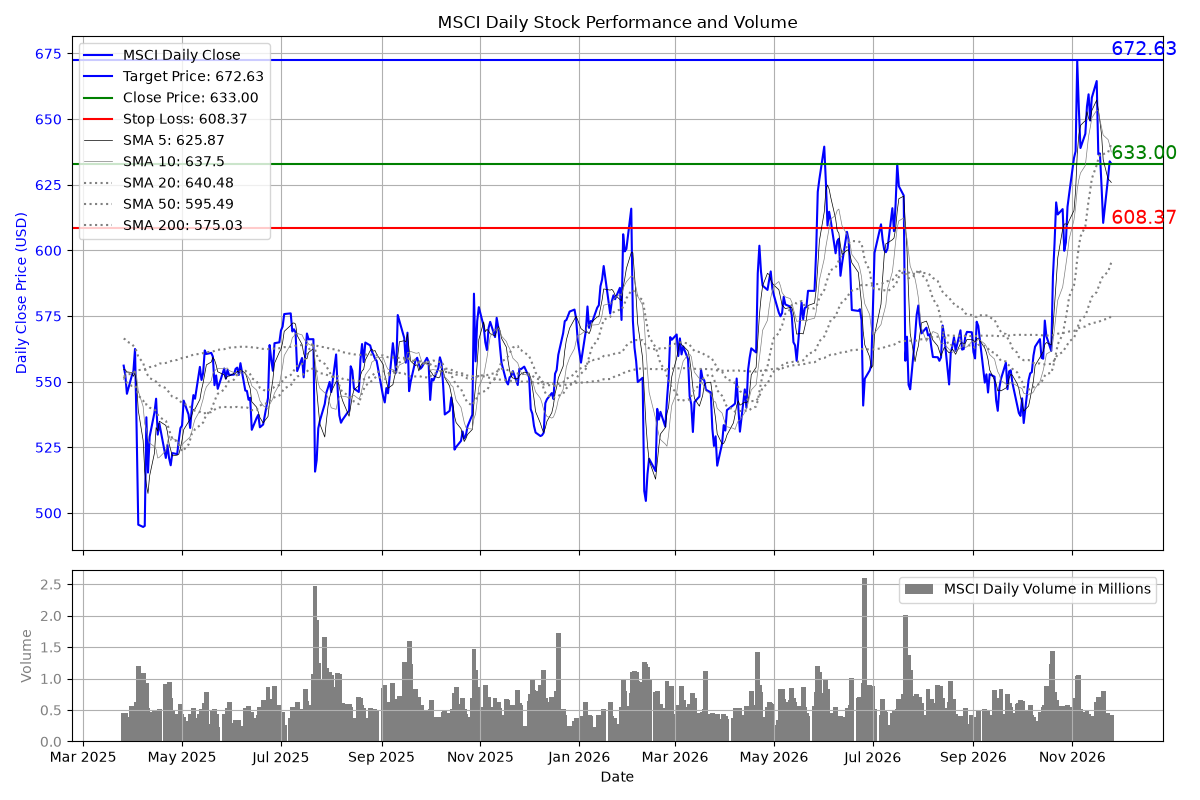 MSCI Daily Stock Performance and Volume
675
650
625
600
575
550
525
500
Daily Close Price (USD)
MSCI Daily Close
Target Price: 672.63
Close Price: 633.00
Stop Loss: 608.37
SMA 5: 625.87
SMA 10: 637.5
SMA 20: 640.48
SMA 50: 595.49
SMA 200: 575.03
672.63
633.00
608.37
2.5
2.0
1.5
1.0
0.5
0.0
Volume
MSCI Daily Volume in Millions
Mar 2025 May 2025 Jul 2025 Sep 2025 Nov 2025 Jan 2026 Mar 2026 May 2026 Jul 2026 Sep 2026 Nov 2026
Date